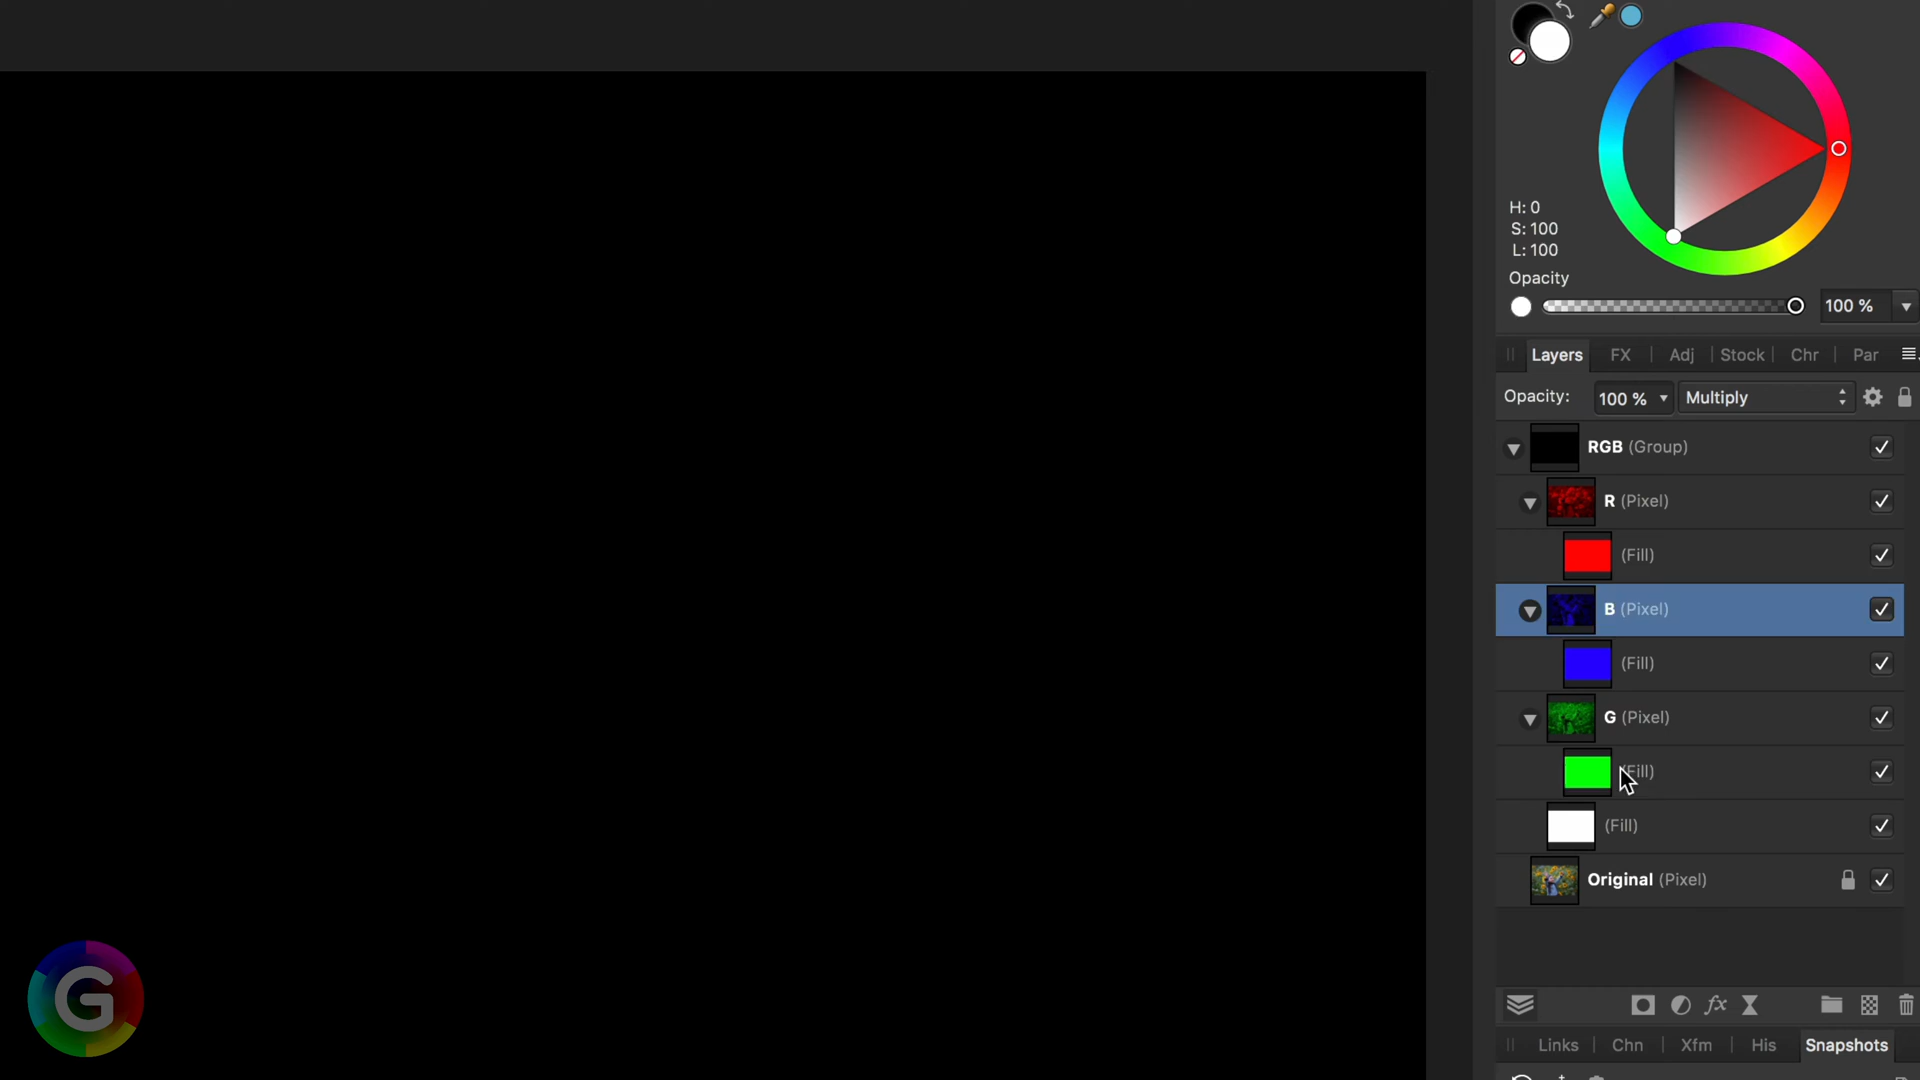 H: 0
S: 100
L: 100
Opacity
100 %
Layers FX Adj Stock Chr Par
Opacity: 100 % Multiply
RGB (Group)
R (Pixel)
(Fill)
B (Pixel)
(Fill)
G (Pixel)
(Fill)
(Fill)
Original (Pixel)
fx
Links Chn Xfm His Snapshots
G